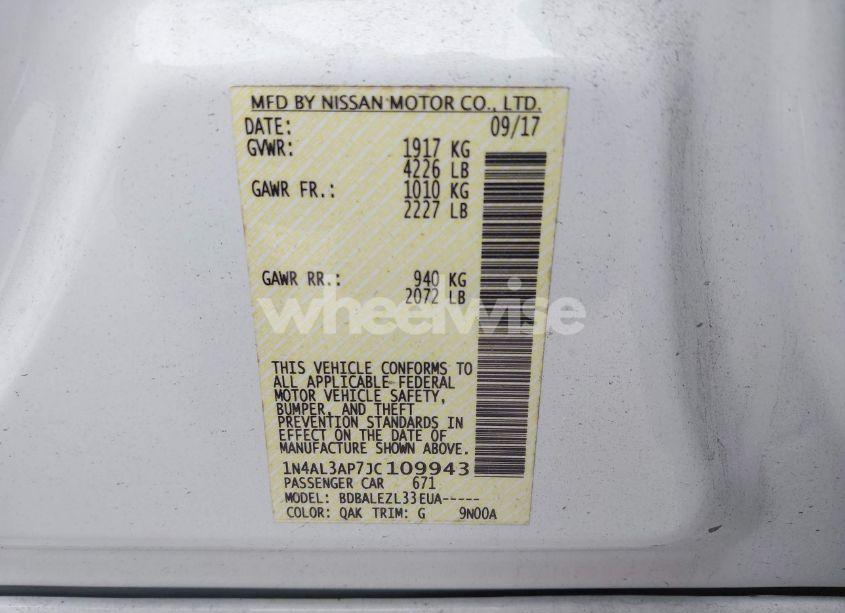 MFD BY NISSAN MOTOR CO., LTD.
DATE: 09/17
GVWR: 1917 KG
4226 LB
GAWR FR.: 1010 KG
2227 LB
GAWR RR.: 940 KG
2072 LB
wheelwise
THIS VEHICLE CONFORMS TO
ALL APPLICABLE FEDERAL
MOTOR VEHICLE SAFETY,
BUMPER, AND THEFT
PREVENTION STANDARDS IN
EFFECT ON THE DATE OF
MANUFACTURE SHOWN ABOVE.
1N4AL3AP7JC109943
PASSENGER CAR 671
MODEL: BDBALEZL33EUA-----
COLOR: QAK TRIM: G 9N00A